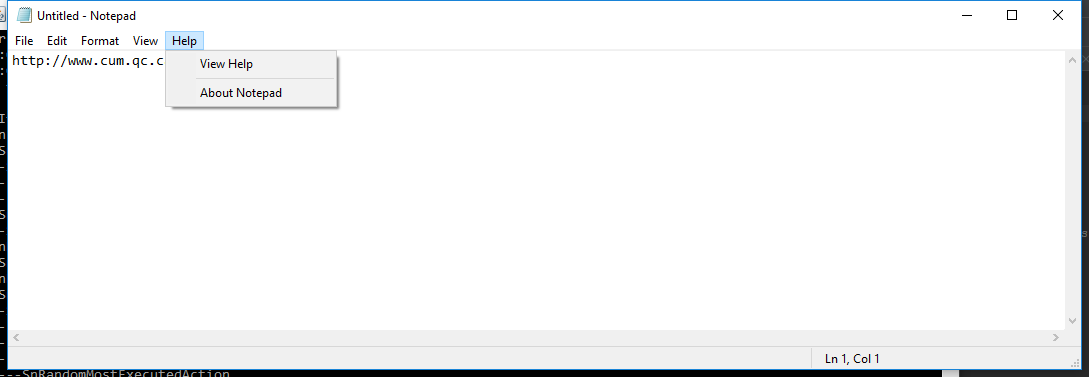 Untitled - Notepad
File Edit Format View Help
http://www.cum.qc.c
View Help
About Notepad
Ln 1, Col 1
---SnRandomMostExecutedAction